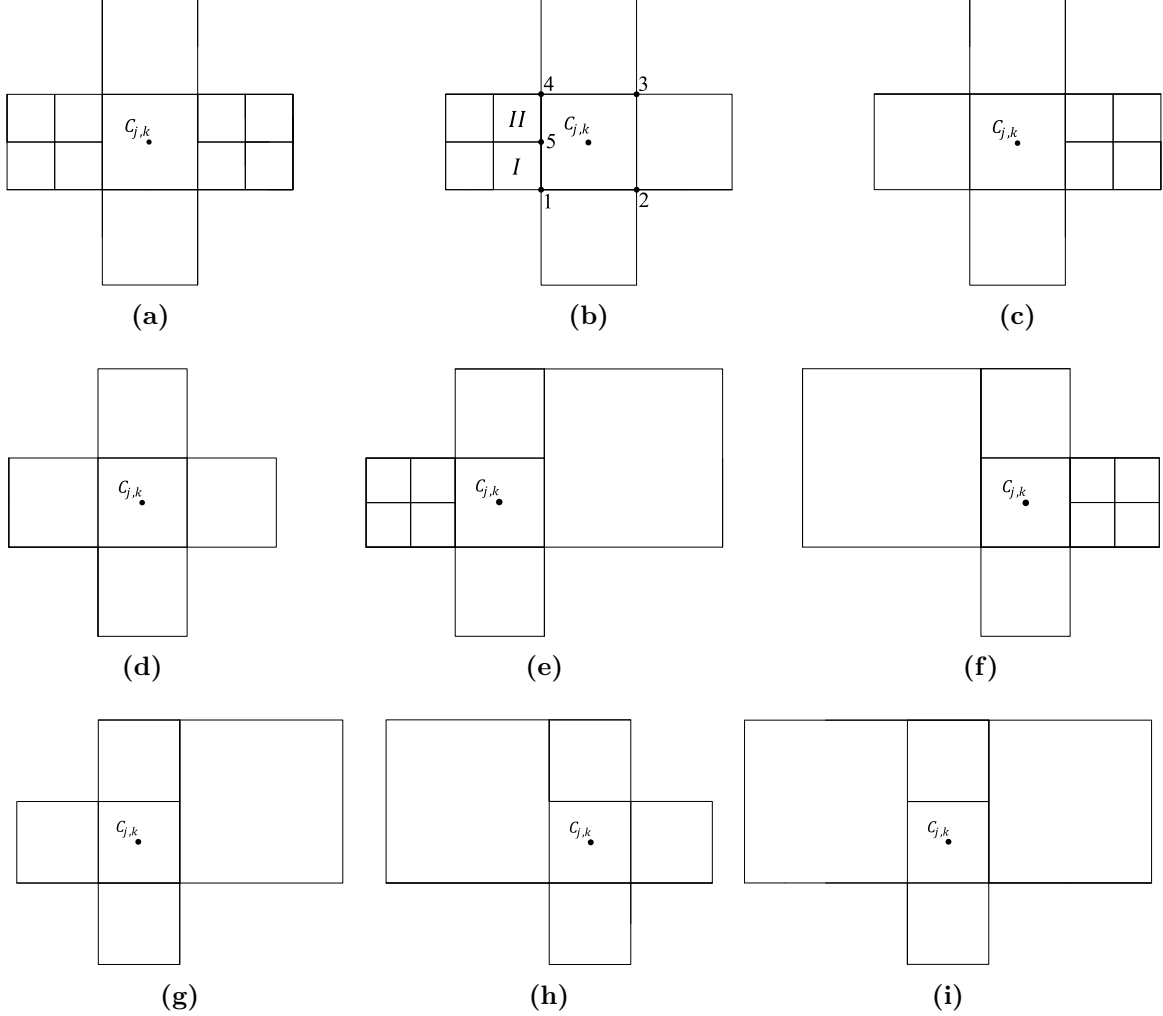 C_{j,k} C_{j,k} C_{j,k}
4 3
II
5
I
1 2
(a) (b) (c)
C_{j,k} C_{j,k} C_{j,k}
(d) (e) (f)
C_{j,k} C_{j,k} C_{j,k}
(g) (h) (i)